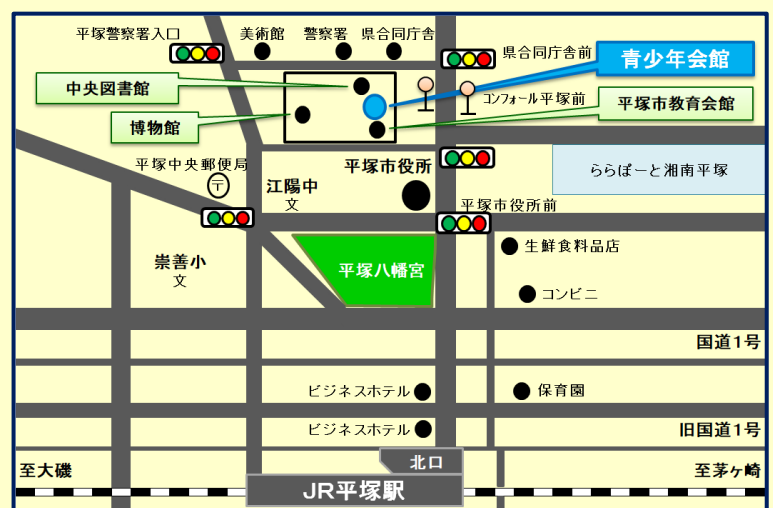 平塚警察署入口
美術館
警察署
県合同庁舎
県合同庁舎前
青少年会館
中央図書館
コンフォール平塚前
平塚市教育会館
博物館
平塚中央郵便局
〒
平塚市役所
ららぽーと湘南平塚
江陽中
文
平塚市役所前
生鮮食料品店
崇善小
文
平塚八幡宮
コンビニ
国道1号
ビジネスホテル
保育園
ビジネスホテル
旧国道1号
北口
至大磯
至茅ヶ崎
JR平塚駅